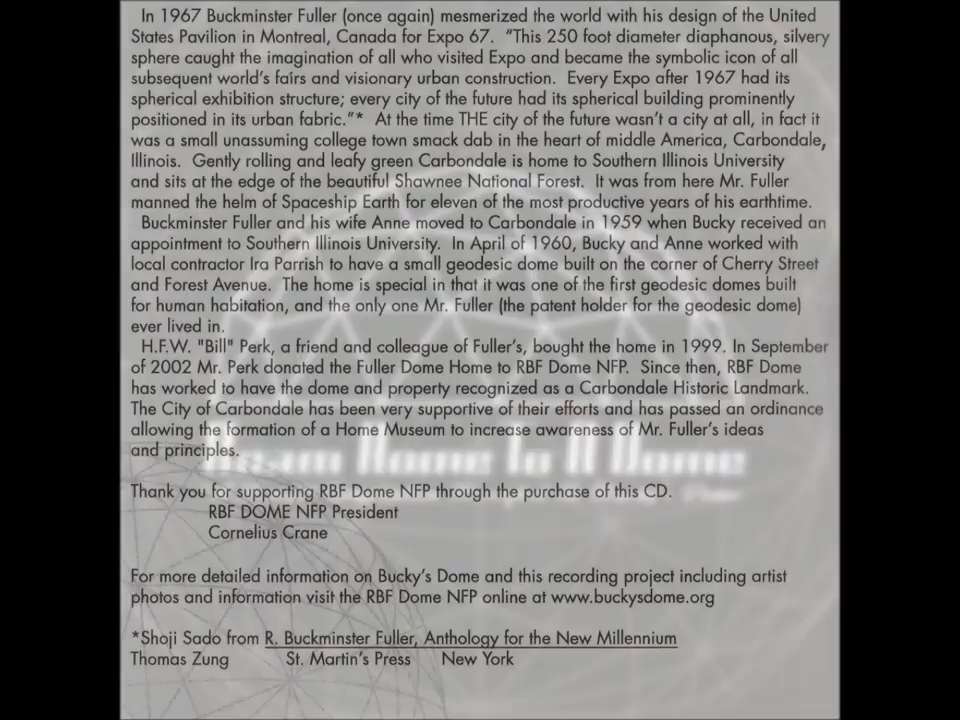 In 1967 Buckminster Fuller (once again) mesmerized the world with his design of the United
States Pavilion in Montreal, Canada for Expo 67. "This 250 foot diameter diaphanous, silvery
sphere caught the imagination of all who visited Expo and became the symbolic icon of all
subsequent world's fairs and visionary urban construction. Every Expo after 1967 had its
spherical exhibition structure; every city of the future had its spherical building prominently
positioned in its urban fabric."* At the time THE city of the future wasn't a city at all, in fact it
was a small unassuming college town smack dab in the heart of middle America, Carbondale,
Illinois. Gently rolling and leafy green Carbondale is home to Southern Illinois University
and sits at the edge of the beautiful Shawnee National Forest. It was from here Mr. Fuller
manned the helm of Spaceship Earth for eleven of the most productive years of his earthtime.
Buckminster Fuller and his wife Anne moved to Carbondale in 1959 when Bucky received an
appointment to Southern Illinois University. In April of 1960, Bucky and Anne worked with
local contractor Ira Parrish to have a small geodesic dome built on the corner of Cherry Street
and Forest Avenue. The home is special in that it was one of the first geodesic domes built
for human habitation, and the only one Mr. Fuller (the patent holder for the geodesic dome)
ever lived in.
H.F.W. "Bill" Perk, a friend and colleague of Fuller's, bought the home in 1999. In September
of 2002 Mr. Perk donated the Fuller Dome Home to RBF Dome NFP. Since then, RBF Dome
has worked to have the dome and property recognized as a Carbondale Historic Landmark.
The City of Carbondale has been very supportive of their efforts and has passed an ordinance
allowing the formation of a Home Museum to increase awareness of Mr. Fuller's ideas
and principles.
Thank you for supporting RBF Dome NFP through the purchase of this CD.
RBF DOME NFP President
Cornelius Crane
For more detailed information on Bucky's Dome and this recording project including artist
photos and information visit the RBF Dome NFP online at www.buckysdome.org
*Shoji Sado from R. Buckminster Fuller, Anthology for the New Millennium
Thomas Zung St. Martin's Press New York